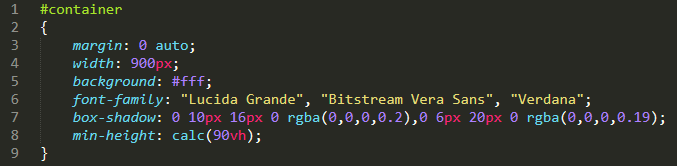 1 #container
2 {
3 margin: 0 auto;
4 width: 900px;
5 background: #fff;
6 font-family: "Lucida Grande", "Bitstream Vera Sans", "Verdana";
7 box-shadow: 0 10px 16px 0 rgba(0,0,0,0.2),0 6px 20px 0 rgba(0,0,0,0.19);
8 min-height: calc(90vh);
9 }